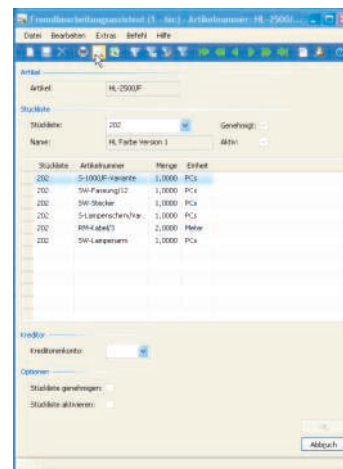 Fremdbearbeitungsassistent (1 - tec) - Artikelnummer: HL-2500/...
Datei Bearbeiten Extras Befehl Hilfe
Artikel
Artikel: HL-2500/F
Stückliste
Stückliste: 202 Genehmigt:
Name: HL Farbe Version 1 Aktiv:
Stückliste Artikelnummer Menge Einheit
202 S-1000/F-Variante 1,0000 PCs
202 SW-Fassung/12 1,0000 PCs
202 SW-Stecker 1,0000 PCs
202 S-Lampenschirm/Var.. 1,0000 PCs
202 RM-Kabel/3 2,0000 Meter
202 SW-Lampenarm 1,0000 PCs
Kreditor
Kreditorenkonto:
Optionen
Stückliste genehmigen:
Stückliste aktivieren:
Abbruch